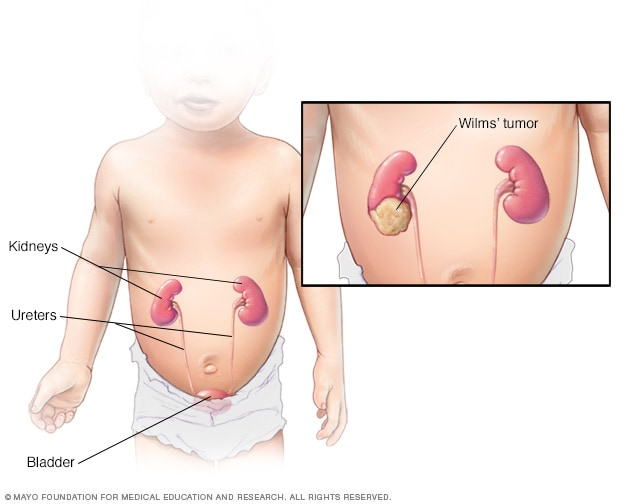 Wilms' tumor
Kidneys
Ureters
Bladder
© MAYO FOUNDATION FOR MEDICAL EDUCATION AND RESEARCH. ALL RIGHTS RESERVED.